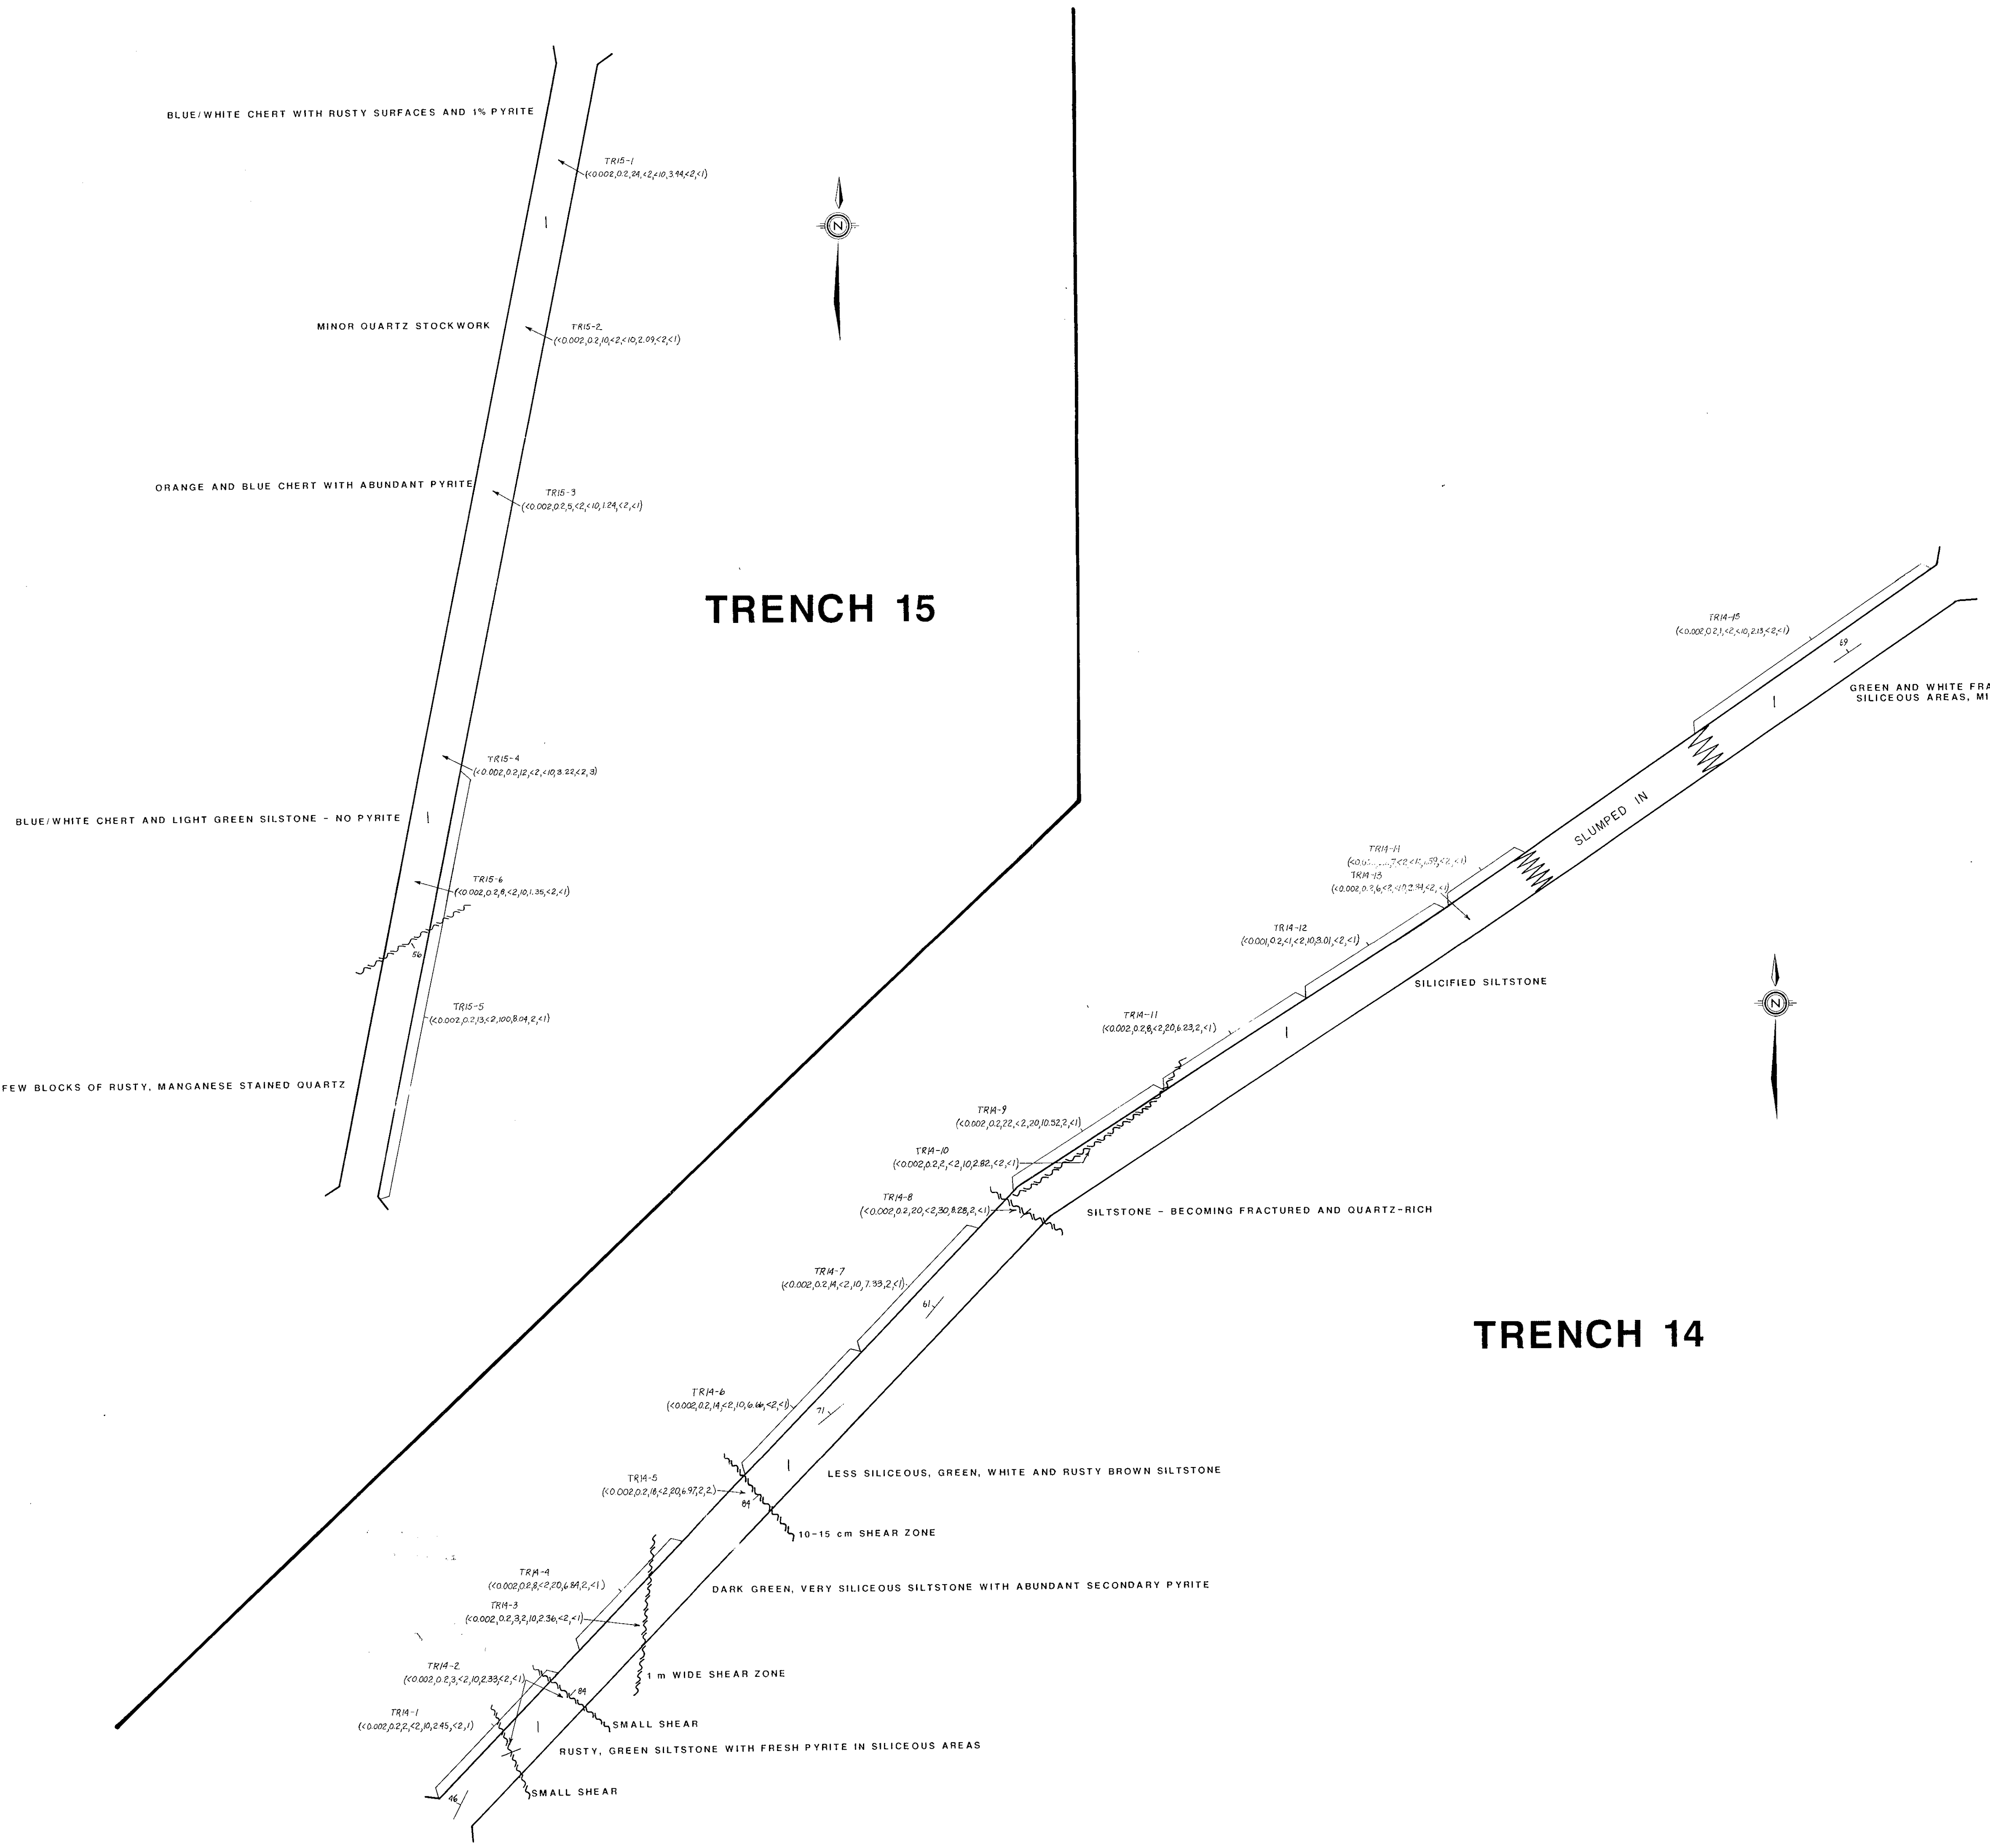 BLUE/WHITE CHERT WITH RUSTY SURFACES AND 1% PYRITE
TR15-1
(<0.002,0.2,24,<2,<10,3.94,<2,<1)
N
MINOR QUARTZ STOCKWORK
TR15-2
(<0.002,0.2,10,<2,<10,2.09,<2,<1)
ORANGE AND BLUE CHERT WITH ABUNDANT PYRITE
TR15-3
(<0.002,0.2,5,<2,<10,1.24,<2,<1)
TRENCH 15
TR15-4
(<0.002,0.2,12,<2,<10,3.22,<2,3)
BLUE/WHITE CHERT AND LIGHT GREEN SILSTONE - NO PYRITE
TR15-6
(<0.002,0.2,8,<2,10,1.35,<2,<1)
56
TR15-5
(<0.002,0.2,13,<2,100,8.04,2,<1)
FEW BLOCKS OF RUSTY, MANGANESE STAINED QUARTZ
TR14-15
(<0.002,0.2,1,<2,<10,2.13,<2,<1)
69
GREEN AND WHITE FRA
SILICEOUS AREAS, MI
SLUMPED IN
TR14-14
TR14-13
TR14-12
(<0.001,0.2,<1,<2,10,3.01,<2,<1)
SILICIFIED SILTSTONE
N
TR14-11
(<0.002,0.2,8,<2,20,6.23,2,<1)
TR14-9
(<0.002,0.2,22,<2,20,10.52,2,<1)
TR14-10
(<0.002,0.2,2,<2,10,2.82,<2,<1)
TR14-8
(<0.002,0.2,20,<2,30,8.28,2,<1)
SILTSTONE - BECOMING FRACTURED AND QUARTZ-RICH
TR14-7
(<0.002,0.2,14,<2,10,7.33,2,<1)
61
TRENCH 14
TR14-6
(<0.002,0.2,14,<2,10,6.66,<2,<1)
71
LESS SILICEOUS, GREEN, WHITE AND RUSTY BROWN SILTSTONE
TR14-5
(<0.002,0.2,18,<2,20,6.97,2,2)
84
10-15 cm SHEAR ZONE
TR14-4
(<0.002,0.2,8,<2,20,6.84,2,<1)
DARK GREEN, VERY SILICEOUS SILTSTONE WITH ABUNDANT SECONDARY PYRITE
TR14-3
(<0.002,0.2,3,2,10,2.36,<2,<1)
TR14-2
(<0.002,0.2,3,<2,10,2.33,<2,<1)
1 m WIDE SHEAR ZONE
84
TR14-1
(<0.002,0.2,2,<2,10,2.45,<2,1)
SMALL SHEAR
RUSTY, GREEN SILTSTONE WITH FRESH PYRITE IN SILICEOUS AREAS
SMALL SHEAR
46